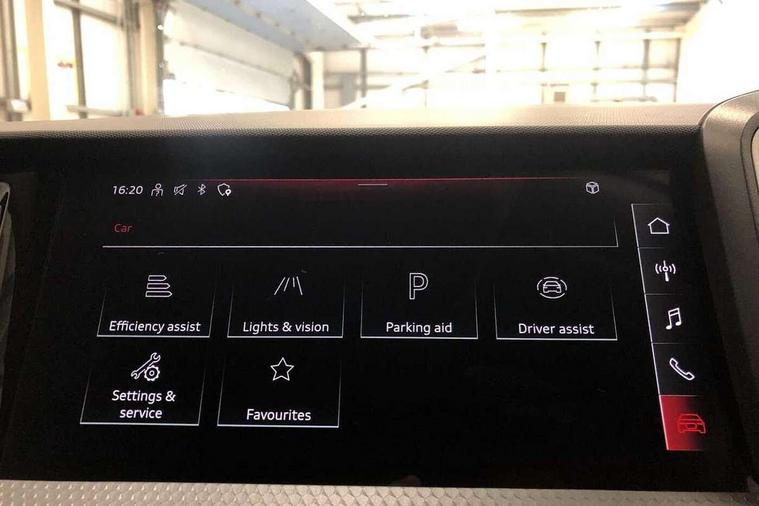 16:20
Car
Efficiency assist
Lights & vision
Parking aid
Driver assist
Settings &
service
Favourites